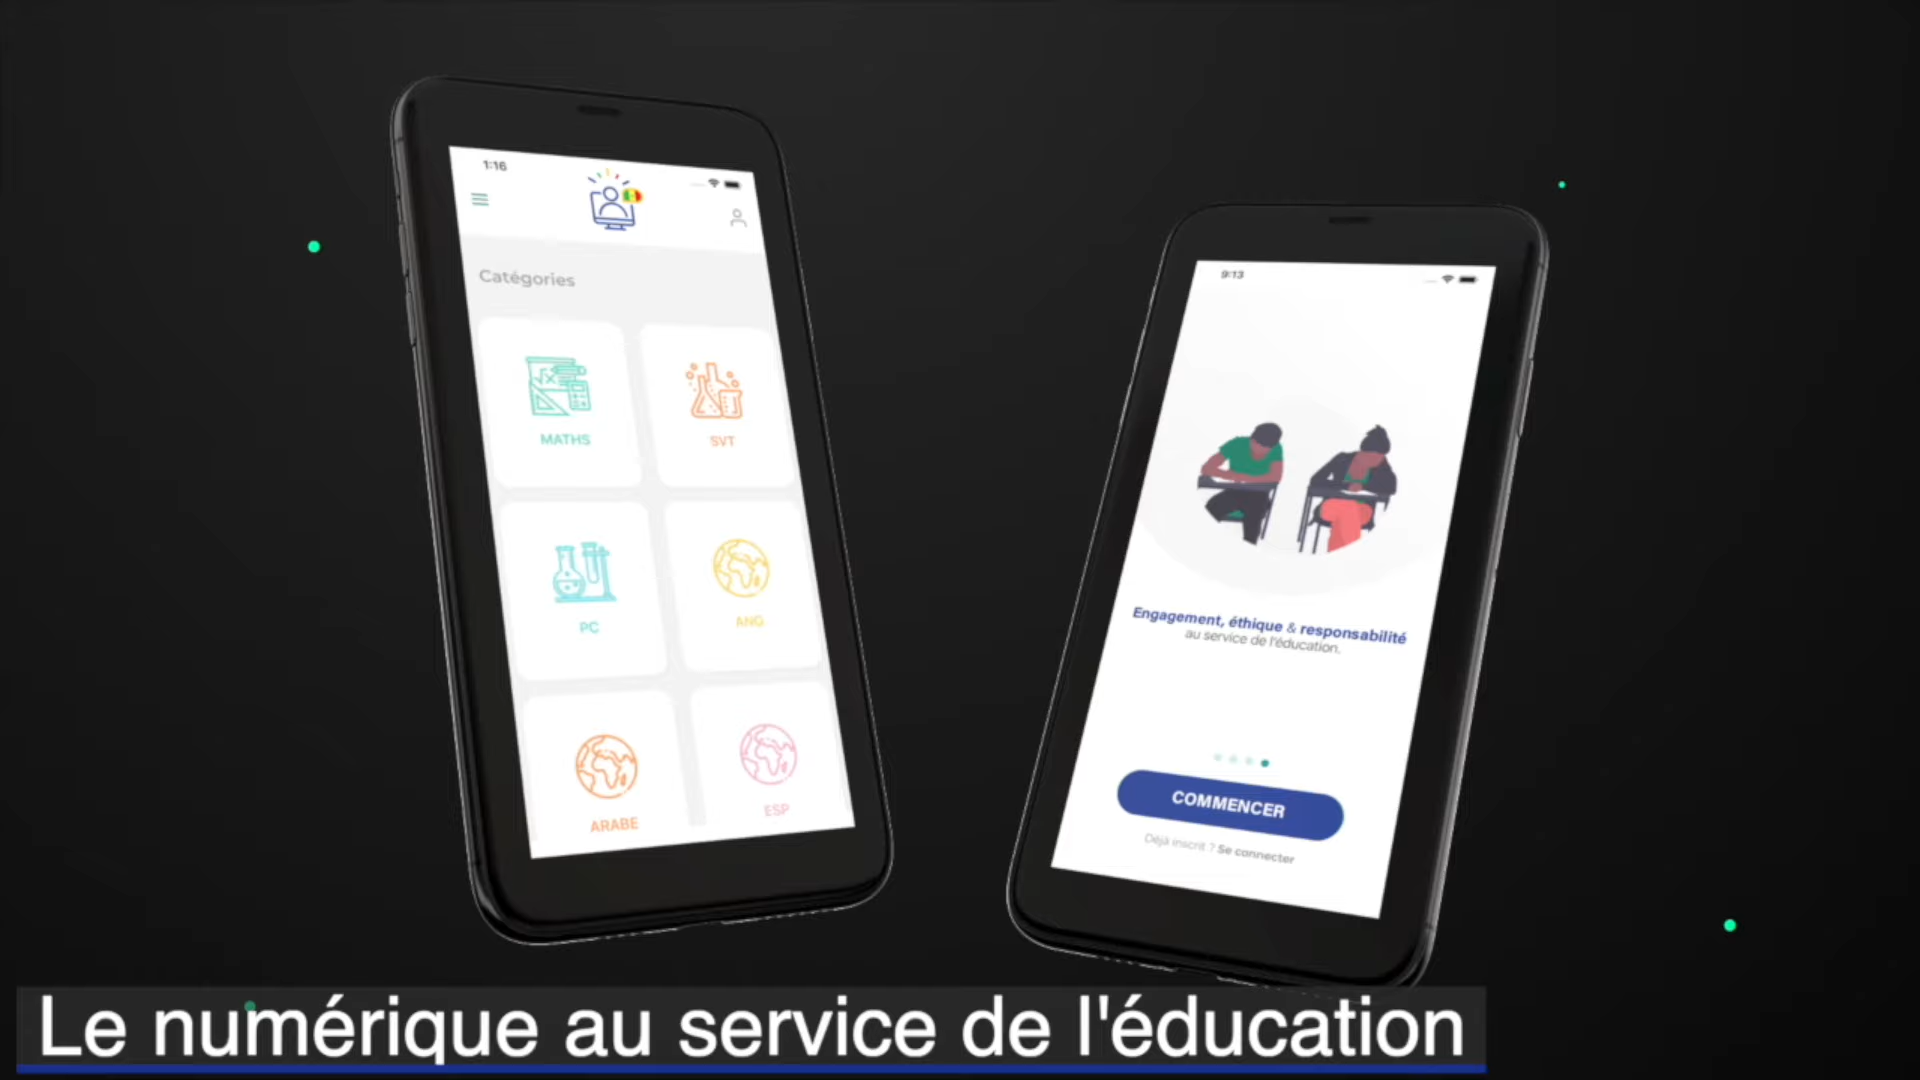 1:16
Catégories
MATHS
SVT
PC
ANG
ARABE
ESP
9:13
Engagement, éthique & responsabilité
au service de l'éducation.
COMMENCER
Déjà inscrit ? Se connecter
Le numérique au service de l'éducation